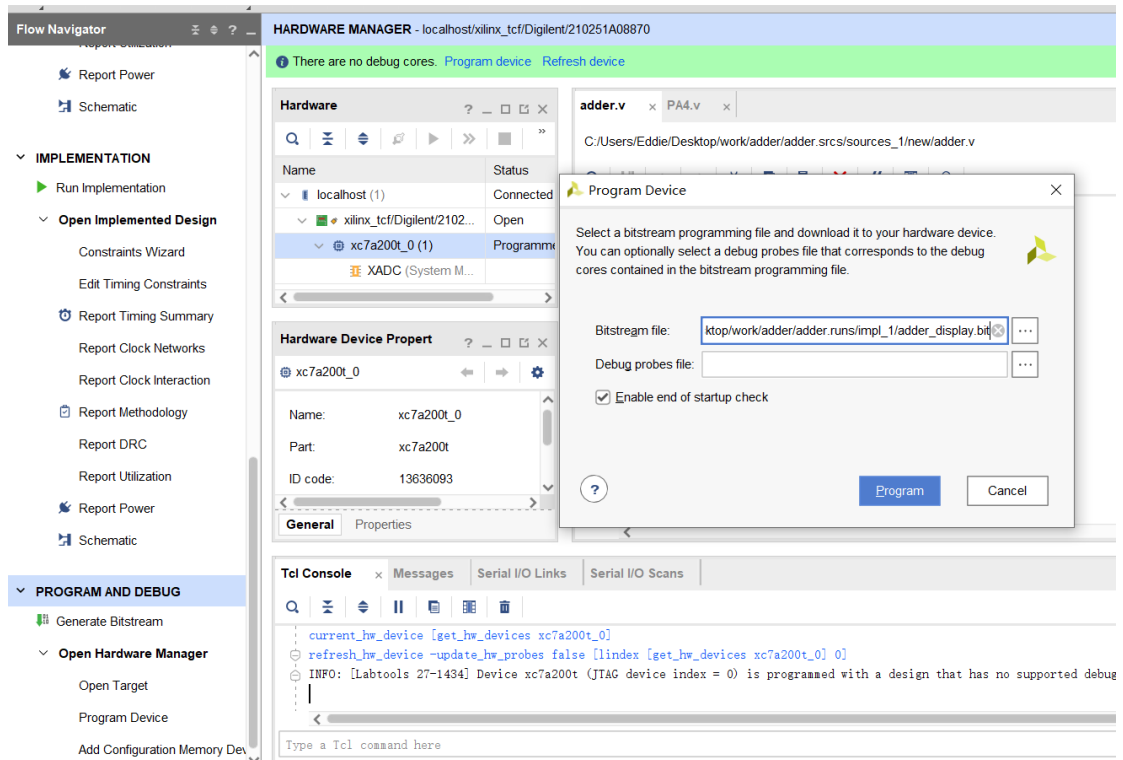 Flow Navigator
?
Report Power
Schematic
IMPLEMENTATION
Run Implementation
Open Implemented Design
Constraints Wizard
Edit Timing Constraints
Report Timing Summary
Report Clock Networks
Report Clock Interaction
Report Methodology
Report DRC
Report Utilization
Report Power
Schematic
PROGRAM AND DEBUG
Generate Bitstream
Open Hardware Manager
Open Target
Program Device
Add Configuration Memory Dev
HARDWARE MANAGER - localhost/xilinx_tcf/Digilent/210251A08870
There are no debug cores. Program device Refresh device
Hardware
?
Name Status
localhost (1) Connected
xilinx_tcf/Digilent/2102... Open
xc7a200t_0 (1) Programme
XADC (System M...
Hardware Device Propert
?
xc7a200t_0
Name: xc7a200t_0
Part: xc7a200t
ID code: 13636093
General Properties
adder.v PA4.v
C:/Users/Eddie/Desktop/work/adder/adder.srcs/sources_1/new/adder.v
Program Device
Select a bitstream programming file and download it to your hardware device.
You can optionally select a debug probes file that corresponds to the debug
cores contained in the bitstream programming file.
Bitstream file: ktop/work/adder/adder.runs/impl_1/adder_display.bit ...
Debug probes file: ...
Enable end of startup check
? Program Cancel
Tcl Console Messages Serial I/O Links Serial I/O Scans
current_hw_device [get_hw_devices xc7a200t_0]
refresh_hw_device -update_hw_probes false [lindex [get_hw_devices xc7a200t_0] 0]
INFO: [Labtools 27-1434] Device xc7a200t (JTAG device index = 0) is programmed with a design that has no supported debug
Type a Tcl command here